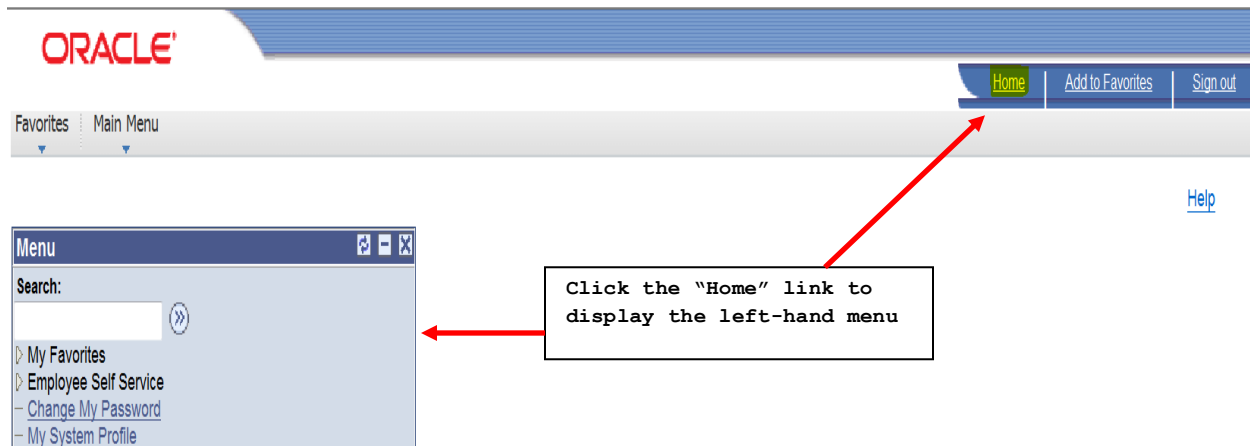 ORACLE'
Home Add to Favorites Sign out
Favorites Main Menu
Help
Menu
Search:
My Favorites
Employee Self Service
Change My Password
My System Profile
Click the “Home” link to
display the left-hand menu